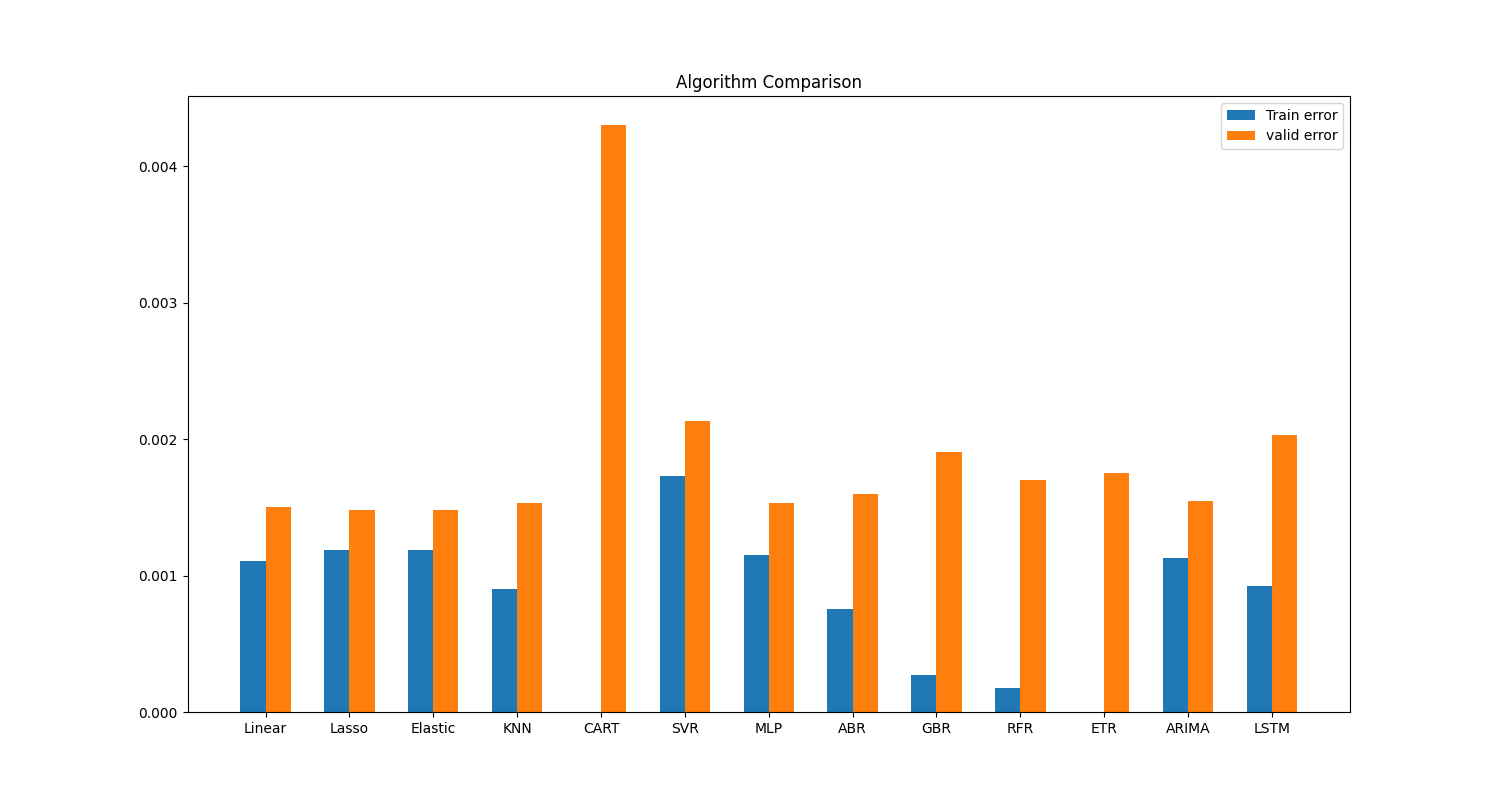 Algorithm Comparison
Train error
valid error
0.004
0.003
0.002
0.001
0.000
Linear Lasso Elastic KNN CART SVR MLP ABR GBR RFR ETR ARIMA LSTM